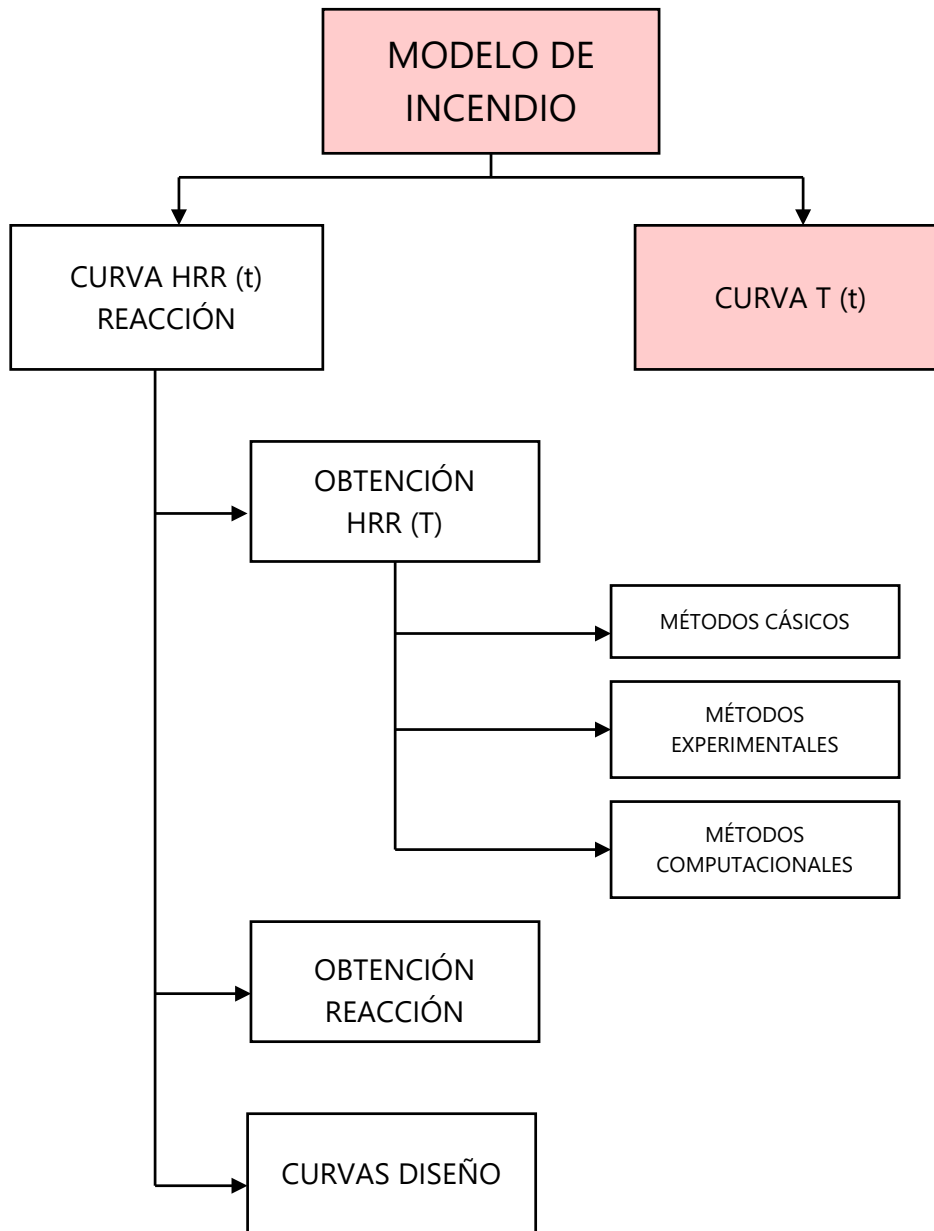 MODELO DE
INCENDIO
CURVA HRR (t)
REACCIÓN
CURVA T (t)
OBTENCIÓN
HRR (T)
MÉTODOS CÁSICOS
MÉTODOS
EXPERIMENTALES
MÉTODOS
COMPUTACIONALES
OBTENCIÓN
REACCIÓN
CURVAS DISEÑO